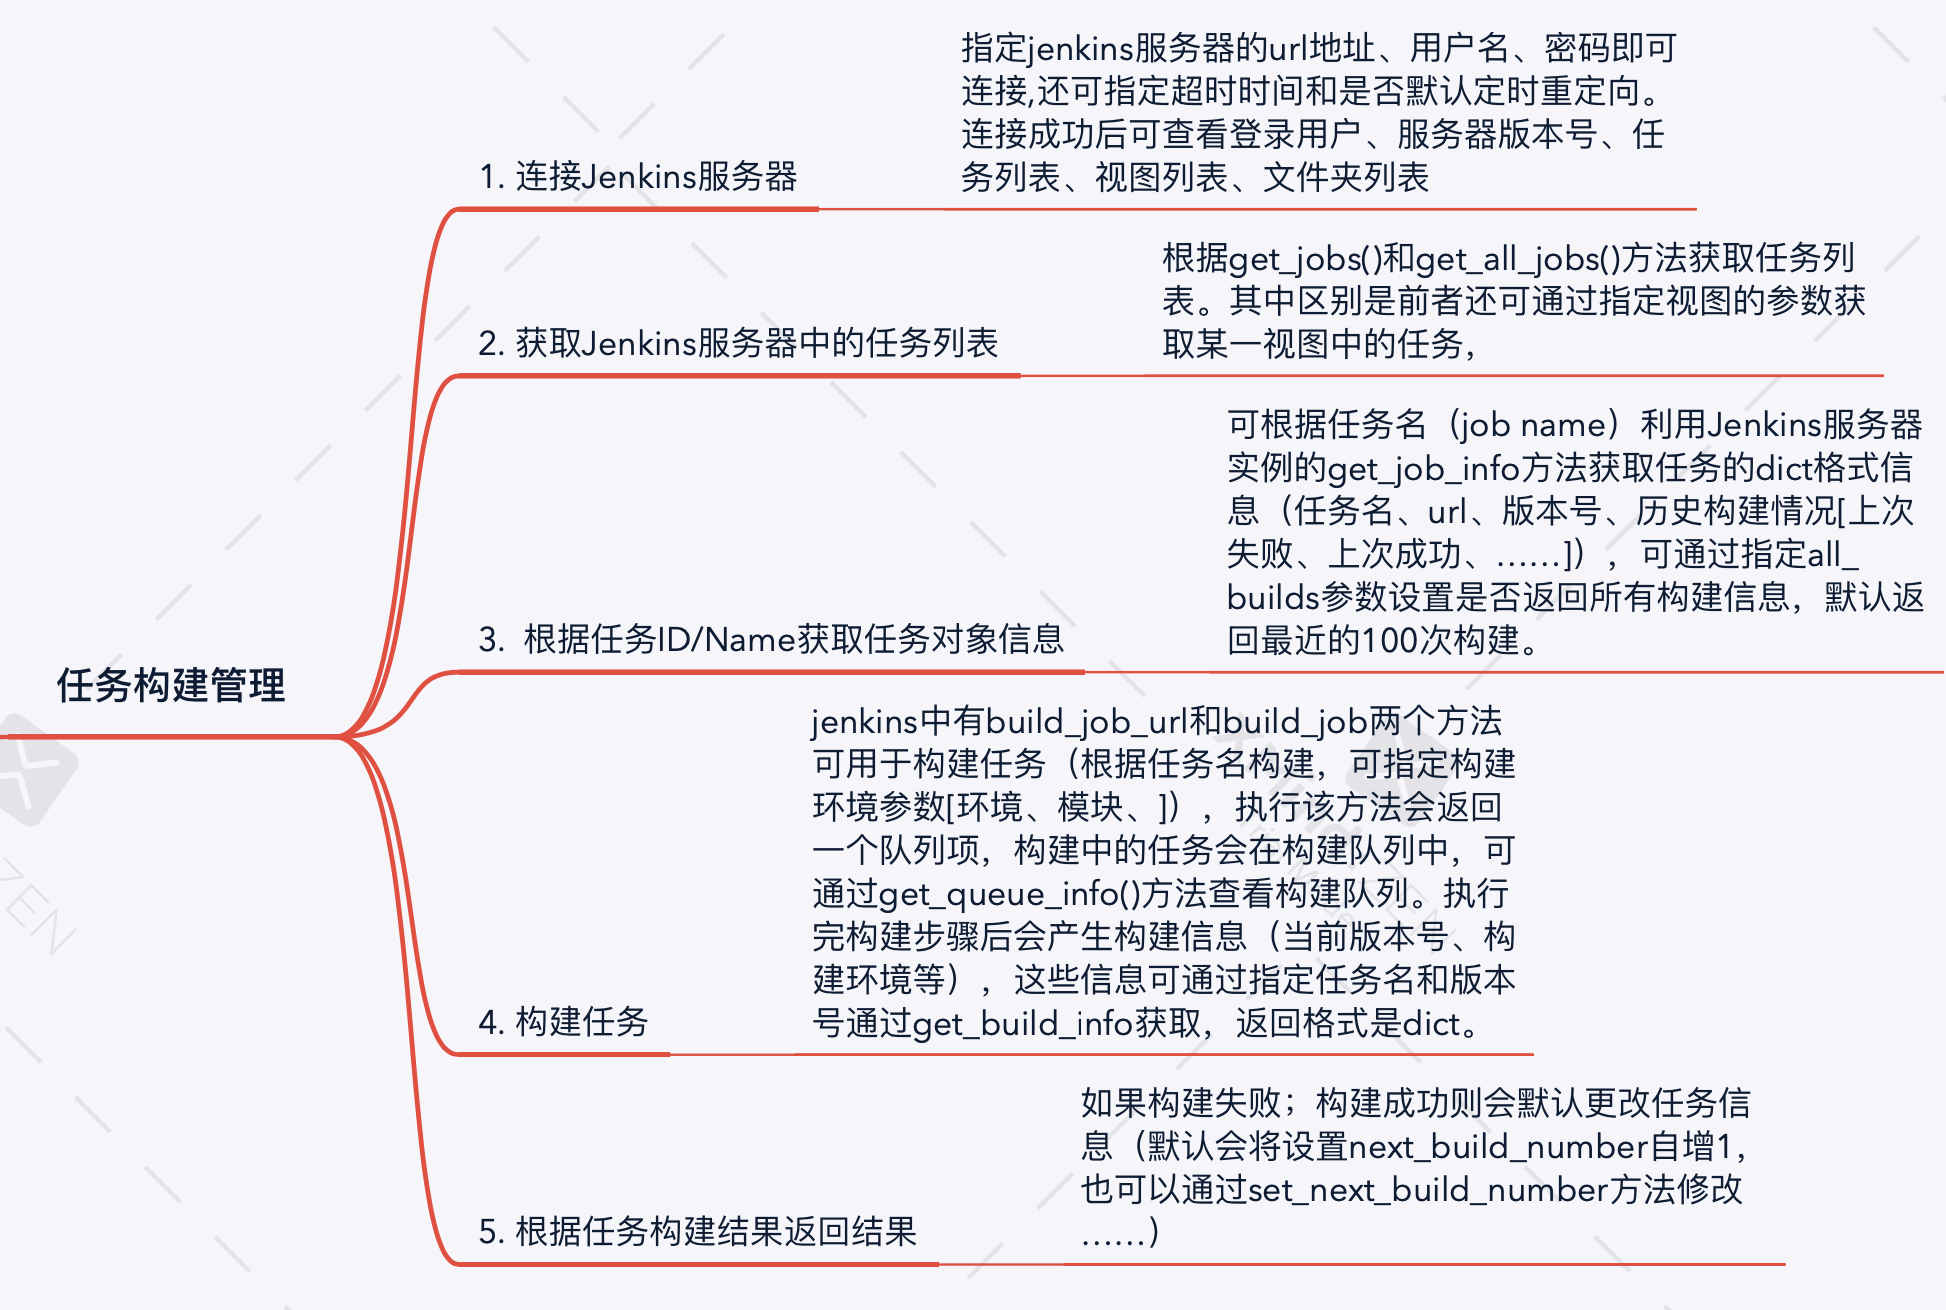 任务构建管理
1. 连接Jenkins服务器
指定jenkins服务器的url地址、用户名、密码即可
连接,还可指定超时时间和是否默认定时重定向。
连接成功后可查看登录用户、服务器版本号、任
务列表、视图列表、文件夹列表
2. 获取Jenkins服务器中的任务列表
根据get_jobs()和get_all_jobs()方法获取任务列
表。其中区别是前者还可通过指定视图的参数获
取某一视图中的任务，
3. 根据任务ID/Name获取任务对象信息
可根据任务名（job name）利用Jenkins服务器
实例的get_job_info方法获取任务的dict格式信
息（任务名、url、版本号、历史构建情况[上次
失败、上次成功、……]），可通过指定all_
builds参数设置是否返回所有构建信息，默认返
回最近的100次构建。
4. 构建任务
jenkins中有build_job_url和build_job两个方法
可用于构建任务（根据任务名构建，可指定构建
环境参数[环境、模块、]），执行该方法会返回
一个队列项，构建中的任务会在构建队列中，可
通过get_queue_info()方法查看构建队列。执行
完构建步骤后会产生构建信息（当前版本号、构
建环境等），这些信息可通过指定任务名和版本
号通过get_build_info获取，返回格式是dict。
5. 根据任务构建结果返回结果
如果构建失败；构建成功则会默认更改任务信
息（默认会将设置next_build_number自增1，
也可以通过set_next_build_number方法修改
……）
ZEN
XMind: ZEN
Trial Mode